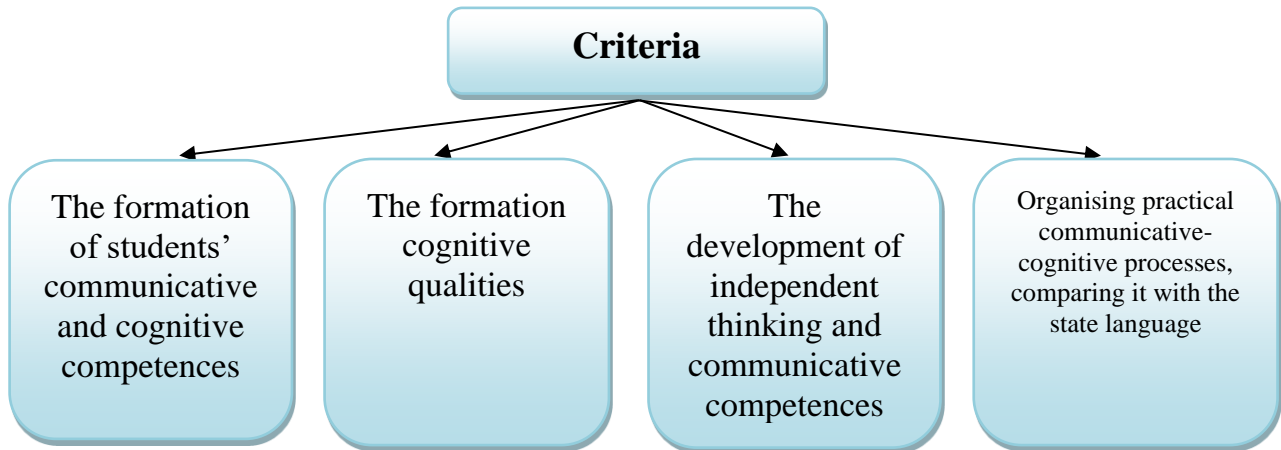 Criteria
The formation
of students’
communicative
and cognitive
competences
The formation
cognitive
qualities
The
development of
independent
thinking and
communicative
competences
Organising practical
communicative-
cognitive processes,
comparing it with the
state language